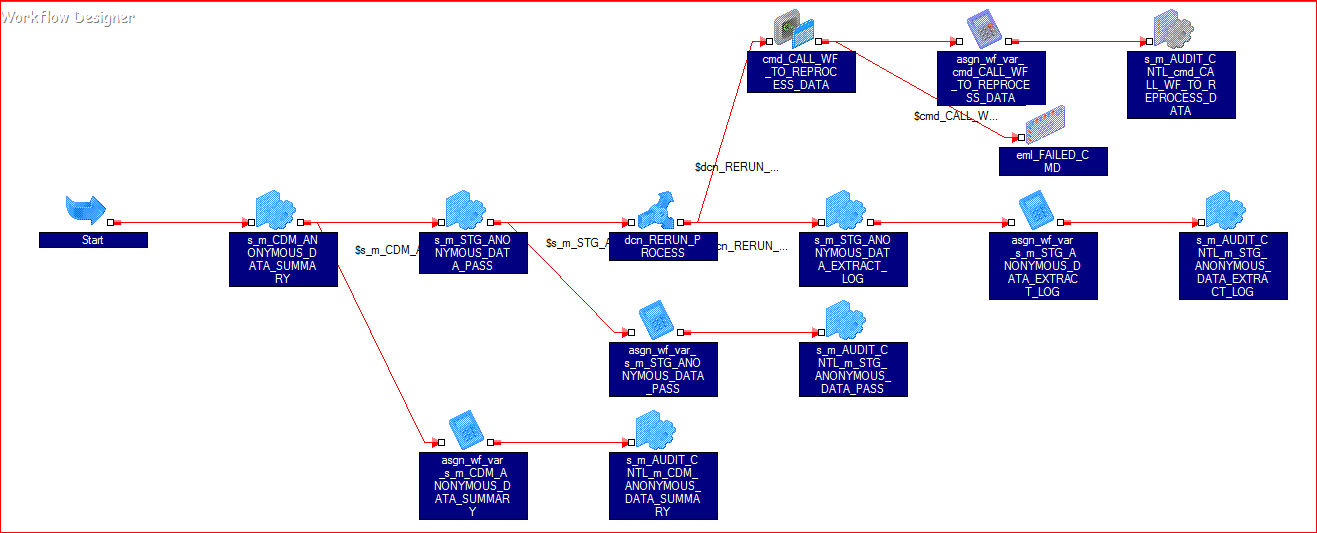 Workflow Designer
cmd_CALL_WF
_TO_REPROC
ESS_DATA
asgn_wf_var_
cmd_CALL_WF
_TO_REPROCE
SS_DATA
s_m_AUDIT_C
NTL_cmd_CA
LL_WF_TO_R
EPROCESS_D
ATA
$cmd_CALL_W...
eml_FAILED_C
MD
$dcn_RERUN_...
Start
s_m_CDM_AN
ONYMOUS_D
ATA_SUMMA
RY
$s_m_CDM_A
s_m_STG_ANO
NYMOUS_DAT
A_PASS
$s_m_STG_A
dcn_RERUN_P
ROCESS
cn_RERUN_...
s_m_STG_ANO
NYMOUS_DAT
A_EXTRACT_
LOG
asgn_wf_var
_s_m_STG_A
NONYMOUS_D
ATA_EXTRAC
T_LOG
s_m_AUDIT_C
NTL_m_STG_
ANONYMOUS_
DATA_EXTRA
CT_LOG
asgn_wf_var_
s_m_STG_ANO
NYMOUS_DATA
_PASS
s_m_AUDIT_C
NTL_m_STG_
ANONYMOUS_
DATA_PASS
asgn_wf_var
_s_m_CDM_A
NONYMOUS_D
ATA_SUMMAR
Y
s_m_AUDIT_C
NTL_m_CDM_
ANONYMOUS_
DATA_SUMMA
RY